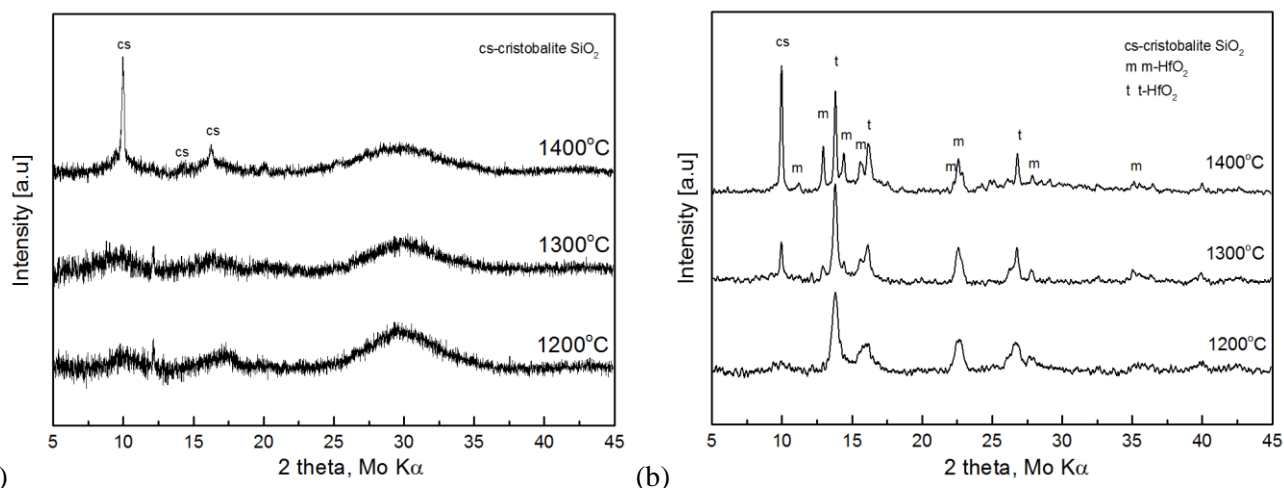 cs
cs-cristobalite SiO₂
cs
cs
1400°C
1300°C
1200°C
Intensity [a.u]
5 10 15 20 25 30 35 40 45
2 theta, Mo Kα
)
cs
t
cs-cristobalite SiO₂
m m-HfO₂
t t-HfO₂
m
m
m
t
m
m
t
m
m
1400°C
1300°C
1200°C
Intensity [a.u]
5 10 15 20 25 30 35 40 45
2 theta, Mo Kα
(b)